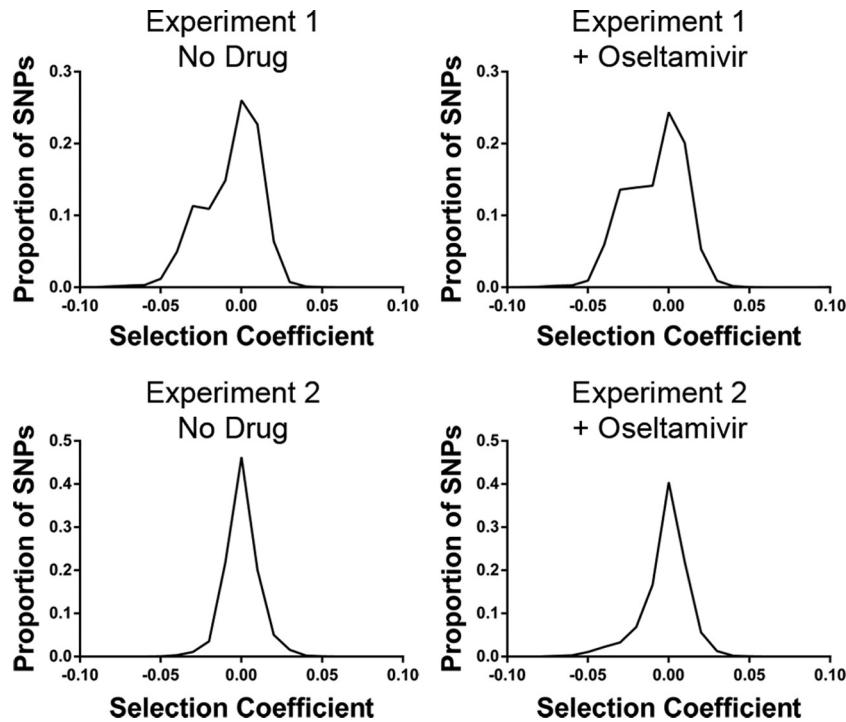 Experiment 1
No Drug
Proportion of SNPs
0.3
0.2
0.1
0.0
-0.10 -0.05 0.00 0.05 0.10
Selection Coefficient
Experiment 1
+ Oseltamivir
Proportion of SNPs
0.3
0.2
0.1
0.0
-0.10 -0.05 0.00 0.05 0.10
Selection Coefficient
Experiment 2
No Drug
Proportion of SNPs
0.5
0.4
0.3
0.2
0.1
0.0
-0.10 -0.05 0.00 0.05 0.10
Selection Coefficient
Experiment 2
+ Oseltamivir
Proportion of SNPs
0.5
0.4
0.3
0.2
0.1
0.0
-0.10 -0.05 0.00 0.05 0.10
Selection Coefficient